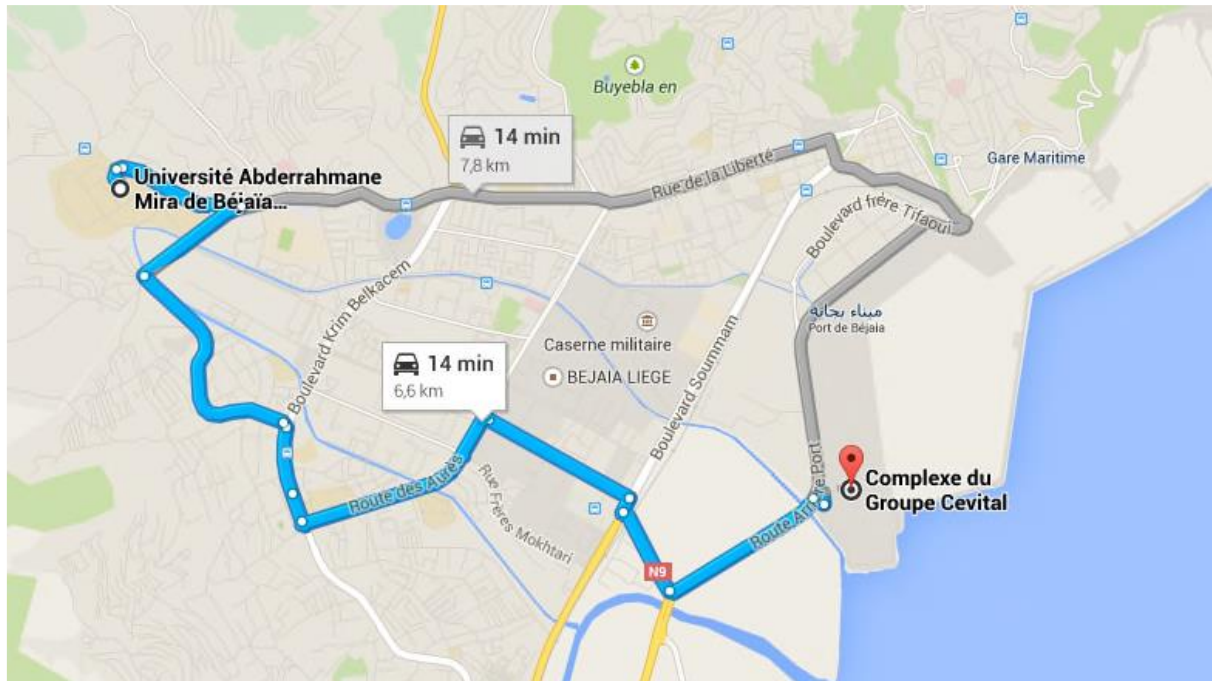 Buyebla en
14 min
7,8 km
Rue de la Liberté
Gare Maritime
Université Abderrahmane
Mira de Béjaïa...
Boulevard frère Tifaoui
Boulevard Krim Belkacem
ميناء بجاية
Port de Béjaia
Caserne militaire
14 min
6,6 km
BEJAIA LIEGE
Boulevard Soummam
Route des Aurès
Rue Frères Mokhtari
Complexe du
Groupe Cevital
Route Port
N9